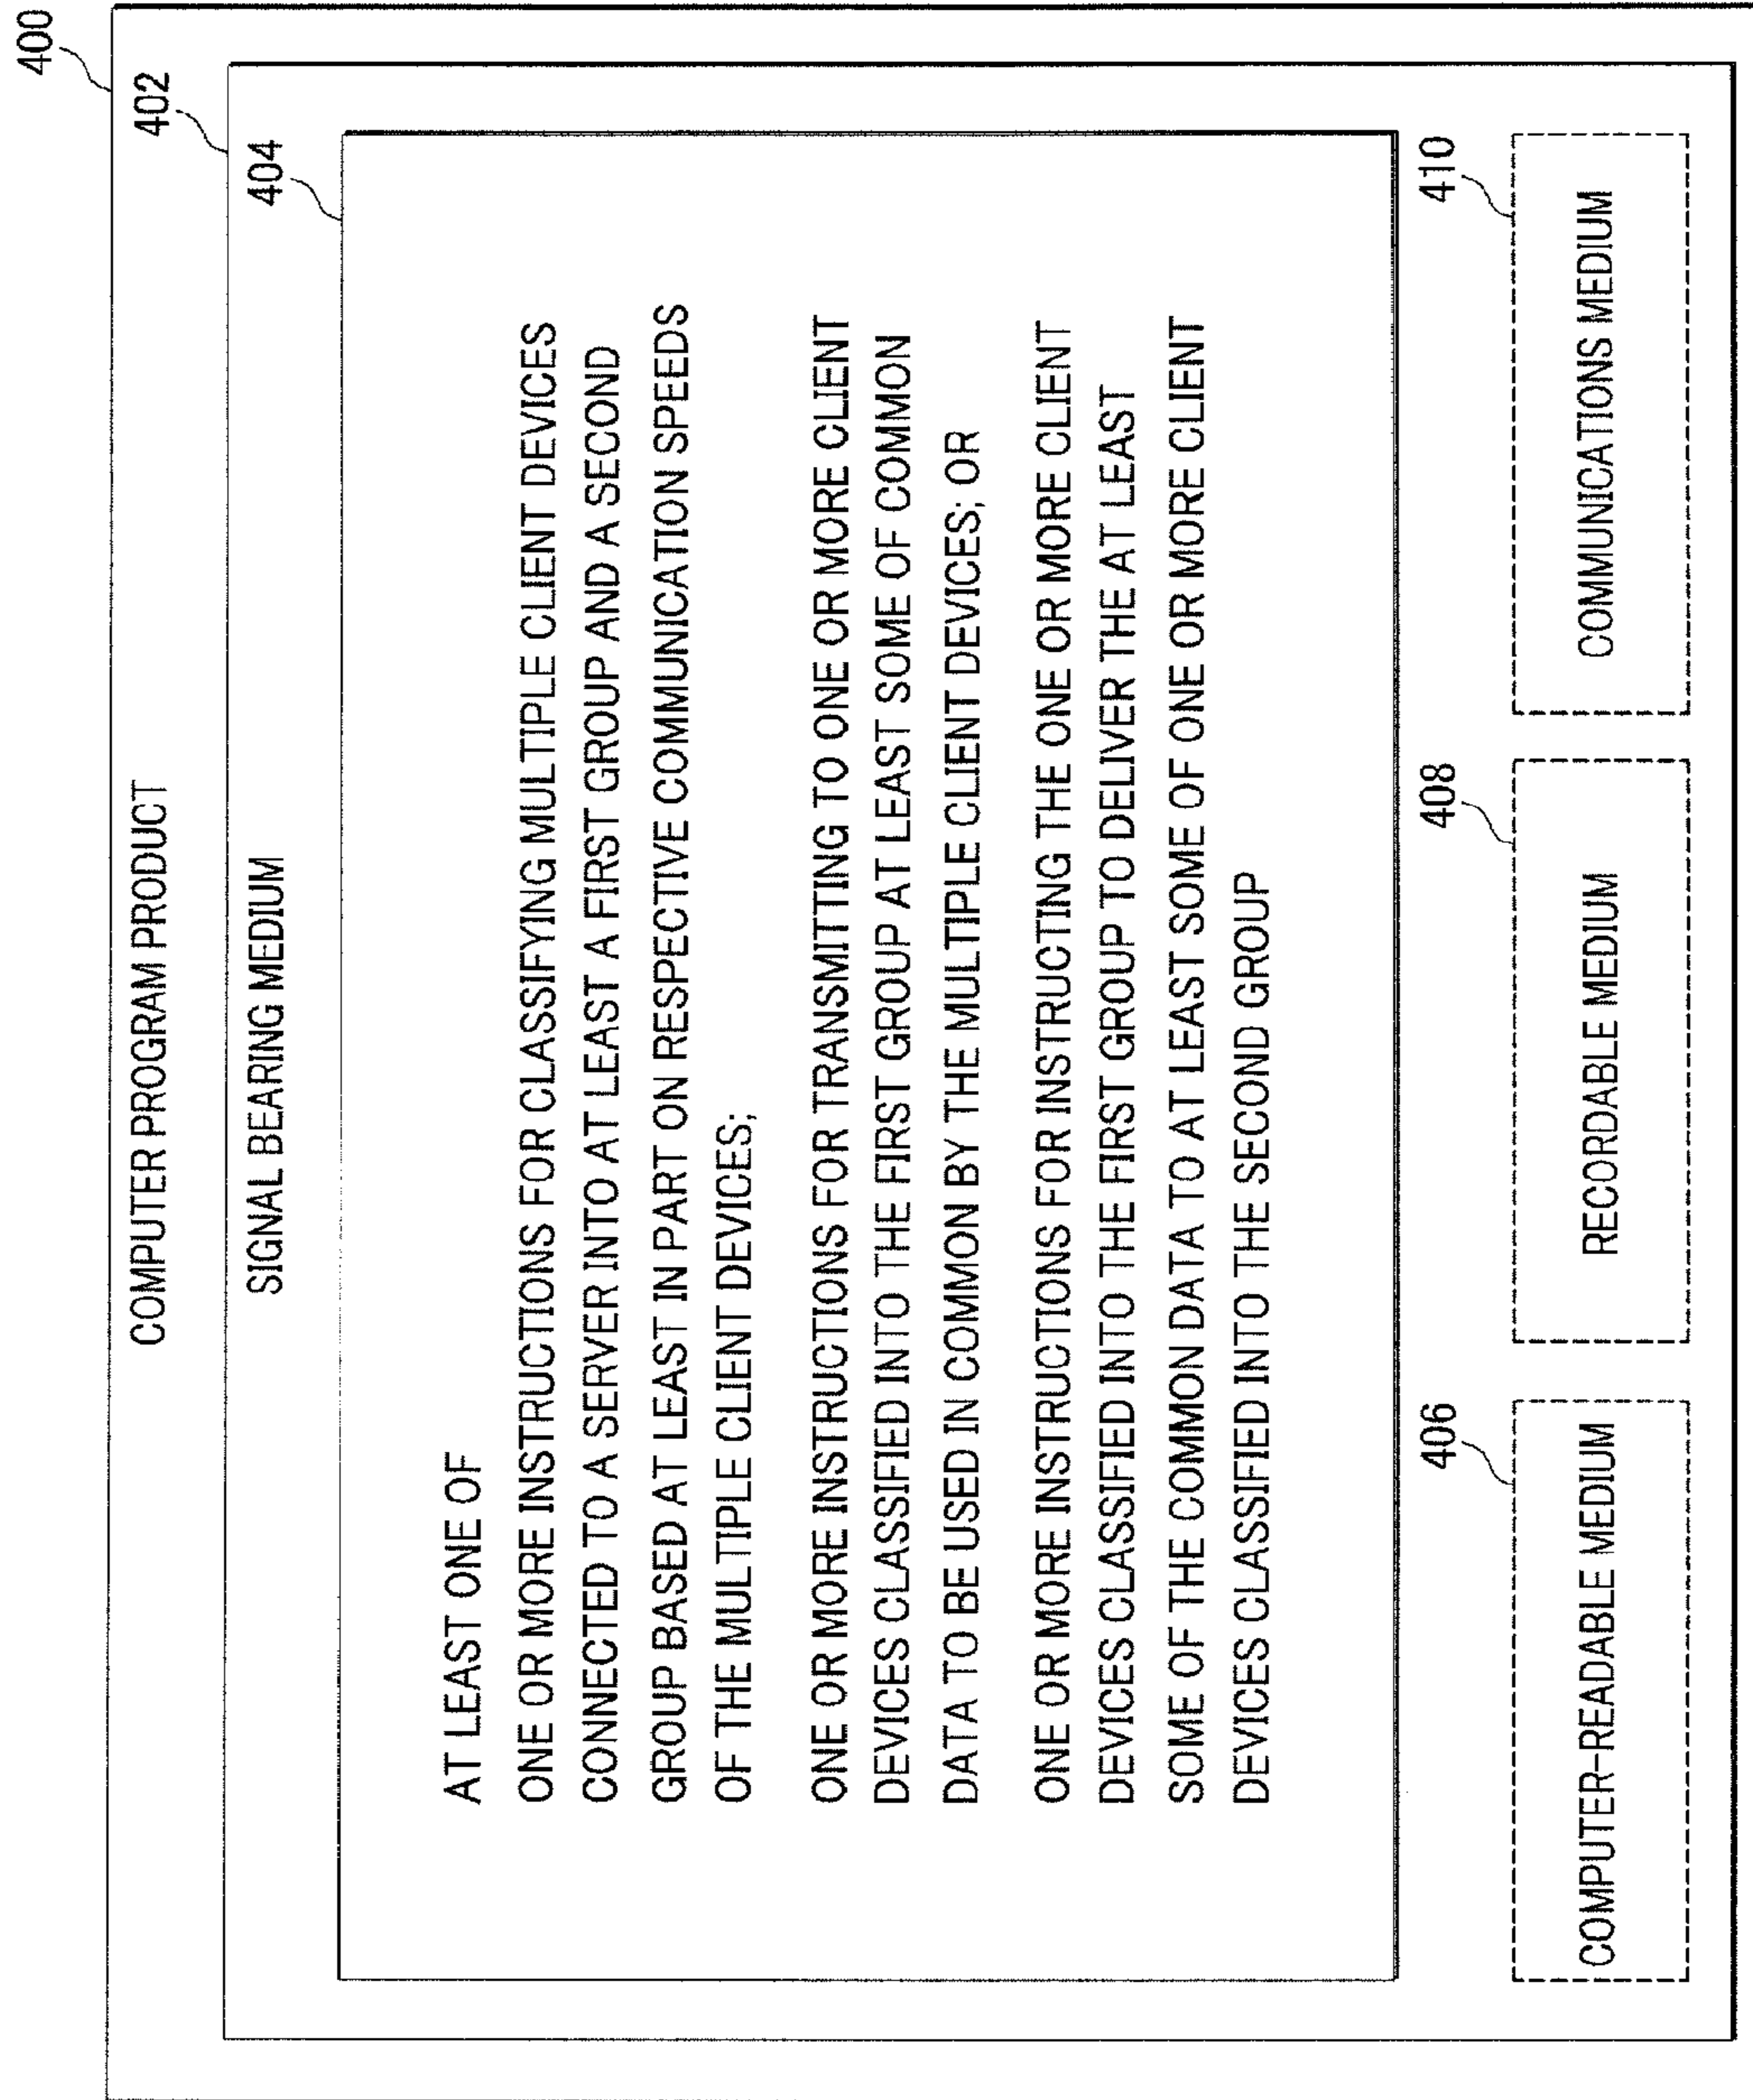 400
COMPUTER PROGRAM PRODUCT
402
SIGNAL BEARING MEDIUM
404
AT LEAST ONE OF
ONE OR MORE INSTRUCTIONS FOR CLASSIFYING MULTIPLE CLIENT DEVICES
CONNECTED TO A SERVER INTO AT LEAST A FIRST GROUP AND A SECOND
GROUP BASED AT LEAST IN PART ON RESPECTIVE COMMUNICATION SPEEDS
OF THE MULTIPLE CLIENT DEVICES;
ONE OR MORE INSTRUCTIONS FOR TRANSMITTING TO ONE OR MORE CLIENT
DEVICES CLASSIFIED INTO THE FIRST GROUP AT LEAST SOME OF COMMON
DATA TO BE USED IN COMMON BY THE MULTIPLE CLIENT DEVICES; OR
ONE OR MORE INSTRUCTIONS FOR INSTRUCTING THE ONE OR MORE CLIENT
DEVICES CLASSIFIED INTO THE FIRST GROUP TO DELIVER THE AT LEAST
SOME OF THE COMMON DATA TO AT LEAST SOME OF ONE OR MORE CLIENT
DEVICES CLASSIFIED INTO THE SECOND GROUP
406
COMPUTER-READABLE MEDIUM
408
RECORDABLE MEDIUM
410
COMMUNICATIONS MEDIUM